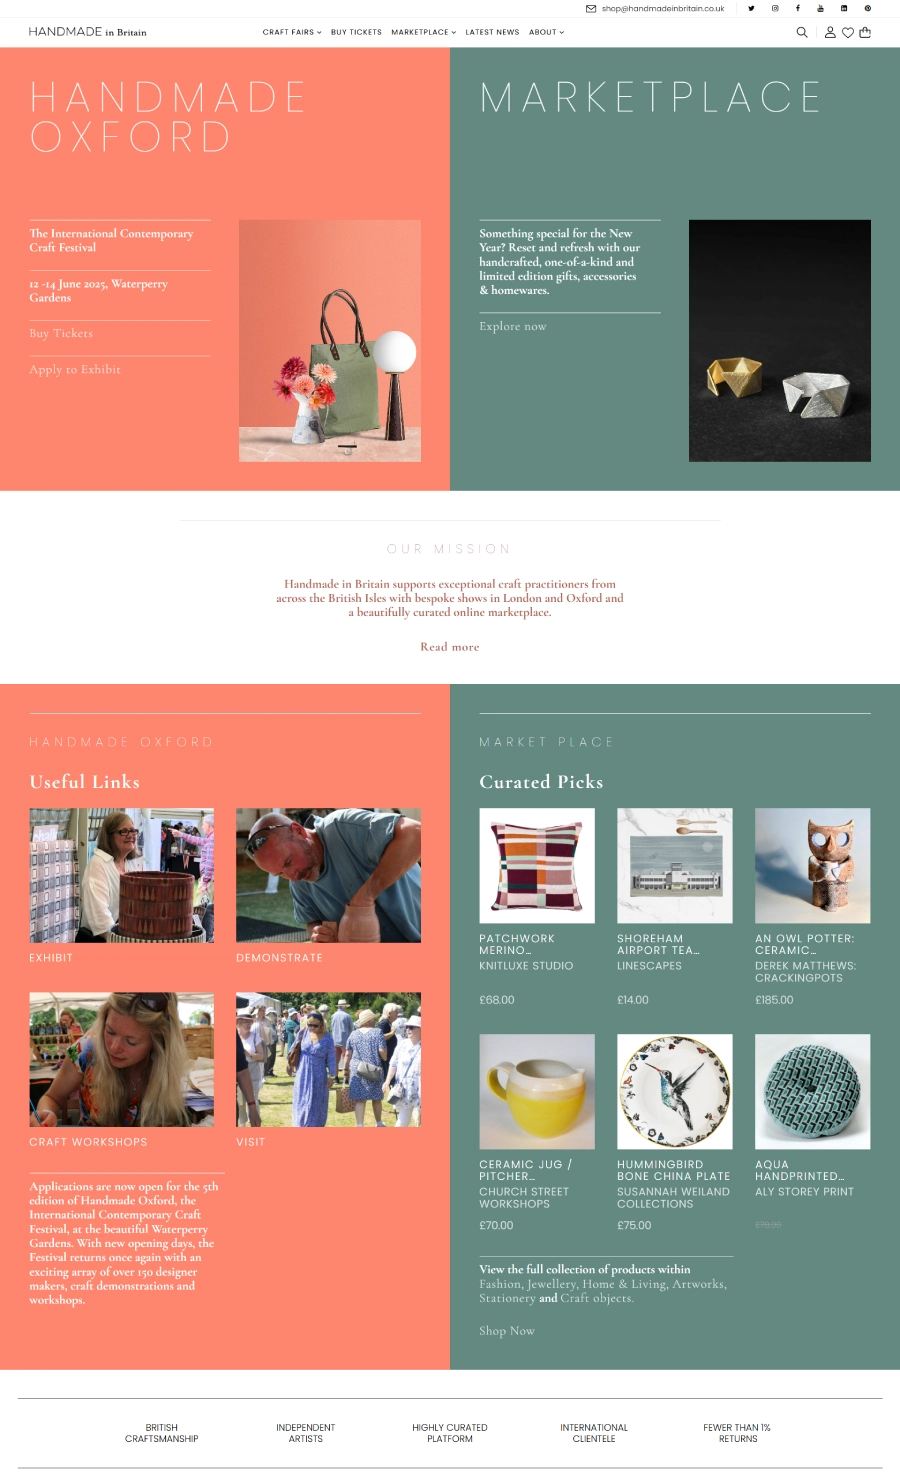 shop@handmadeinbritain.co.uk
HANDMADE in Britain
CRAFT FAIRS BUY TICKETS MARKETPLACE LATEST NEWS ABOUT
HANDMADE
OXFORD
The International Contemporary
Craft Festival
12 -14 June 2025, Waterperry
Gardens
Buy Tickets
Apply to Exhibit
MARKETPLACE
Something special for the New
Year? Reset and refresh with our
handcrafted, one-of-a-kind and
limited edition gifts, accessories
& homewares.
Explore now
OUR MISSION
Handmade in Britain supports exceptional craft practitioners from
across the British Isles with bespoke shows in London and Oxford and
a beautifully curated online marketplace.
Read more
HANDMADE OXFORD
Useful Links
EXHIBIT
DEMONSTRATE
CRAFT WORKSHOPS
VISIT
Applications are now open for the 5th
edition of Handmade Oxford, the
International Contemporary Craft
Festival, at the beautiful Waterperry
Gardens. With new opening days, the
Festival returns once again with an
exciting array of over 150 designer
makers, craft demonstrations and
workshops.
MARKET PLACE
Curated Picks
PATCHWORK
MERINO...
KNITLUXE STUDIO
£68.00
SHOREHAM
AIRPORT TEA...
LINESCAPES
£14.00
AN OWL POTTER:
CERAMIC...
DEREK MATTHEWS:
CRACKINGPOTS
£185.00
CERAMIC JUG /
PITCHER...
CHURCH STREET
WORKSHOPS
£70.00
HUMMINGBIRD
BONE CHINA PLATE
SUSANNAH WEILAND
COLLECTIONS
£75.00
AQUA
HANDPRINTED...
ALY STOREY PRINT
View the full collection of products within
Fashion, Jewellery, Home & Living, Artworks,
Stationery and Craft objects.
Shop Now
BRITISH
CRAFTSMANSHIP
INDEPENDENT
ARTISTS
HIGHLY CURATED
PLATFORM
INTERNATIONAL
CLIENTELE
FEWER THAN 1%
RETURNS